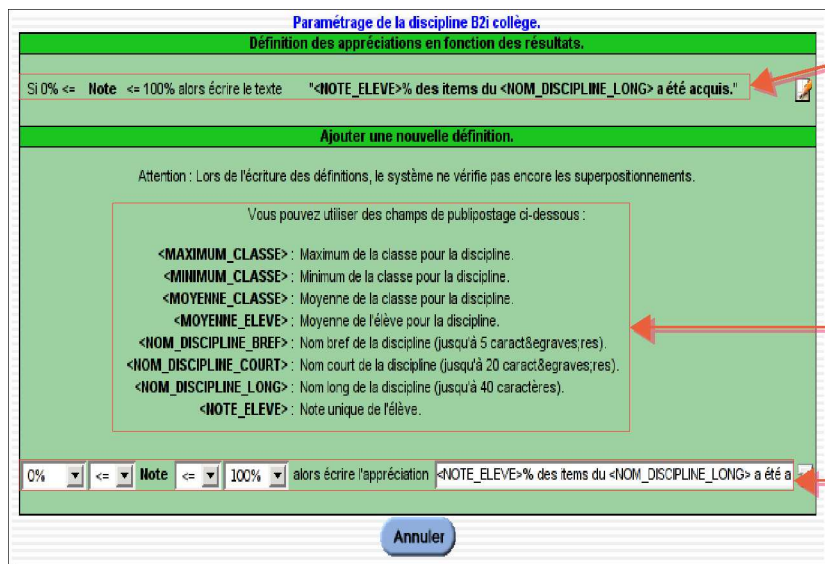 Paramétrage de la discipline B2i collège.
Définition des appréciations en fonction des résultats.
Si 0% <= Note <= 100% alors écrire le texte "<NOTE_ELEVE>% des items du <NOM_DISCIPLINE_LONG> a été acquis."
Ajouter une nouvelle définition.
Attention : Lors de l'écriture des définitions, le système ne vérifie pas encore les superpositionnements.
Vous pouvez utiliser des champs de publipostage ci-dessous :
<MAXIMUM_CLASSE> : Maximum de la classe pour la discipline.
<MINIMUM_CLASSE> : Minimum de la classe pour la discipline.
<MOYENNE_CLASSE> : Moyenne de la classe pour la discipline.
<MOYENNE_ELEVE> : Moyenne de l'élève pour la discipline.
<NOM_DISCIPLINE_BREF> : Nom bref de la discipline (jusqu'à 5 caract&egraves;res).
<NOM_DISCIPLINE_COURT> : Nom court de la discipline (jusqu'à 20 caract&egraves;res).
<NOM_DISCIPLINE_LONG> : Nom long de la discipline (jusqu'à 40 caractères).
<NOTE_ELEVE> : Note unique de l'élève.
0% <= Note <= 100% alors écrire l'appréciation <NOTE_ELEVE>% des items du <NOM_DISCIPLINE_LONG> a été a
Annuler